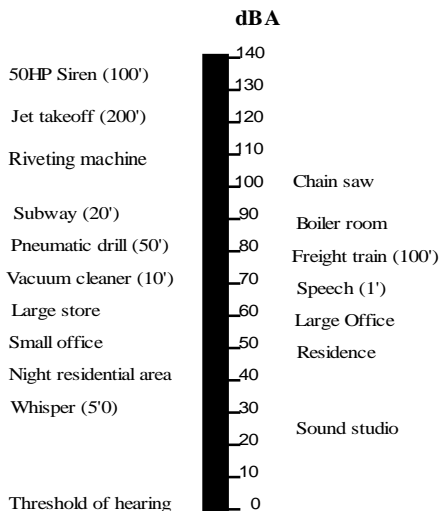 dBA
140
50HP Siren (100')
130
Jet takeoff (200')
120
110
Riveting machine
100
Chain saw
Subway (20')
90
Boiler room
Pneumatic drill (50')
80
Freight train (100')
Vacuum cleaner (10')
70
Speech (1')
Large store
60
Large Office
Small office
50
Residence
Night residential area
40
Whisper (5'0)
30
Sound studio
20
10
Threshold of hearing
0